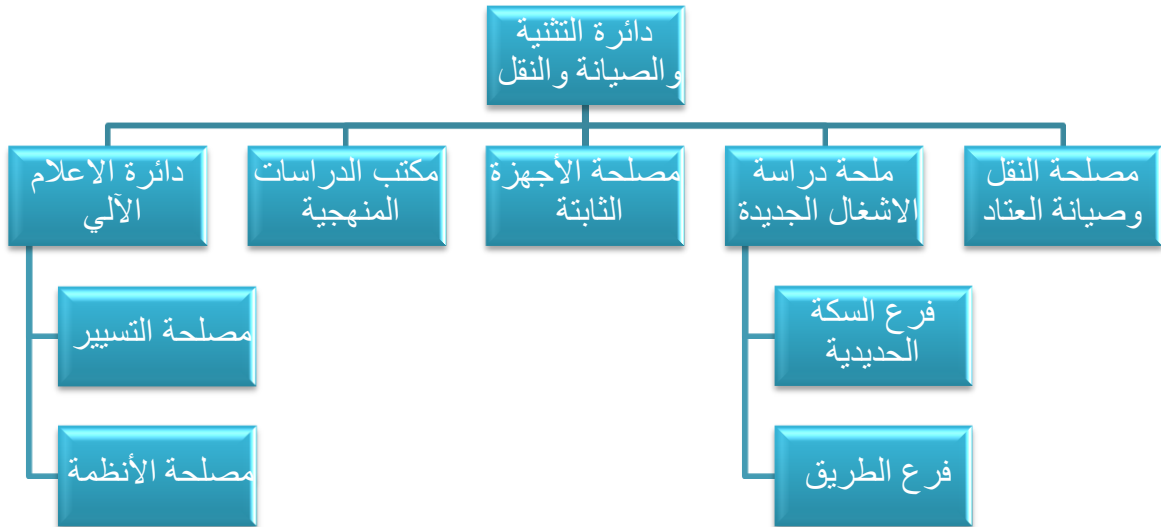 دائرة التثنية
والصيانة والنقل
مصلحة النقل
وصيانة العتاد
ملحة دراسة
الاشغال الجديدة
مصلحة الأجهزة
الثابتة
مكتب الدراسات
المنهجية
دائرة الاعلام
الآلي
فرع السكة
الحديدية
فرع الطريق
مصلحة التسيير
مصلحة الأنظمة